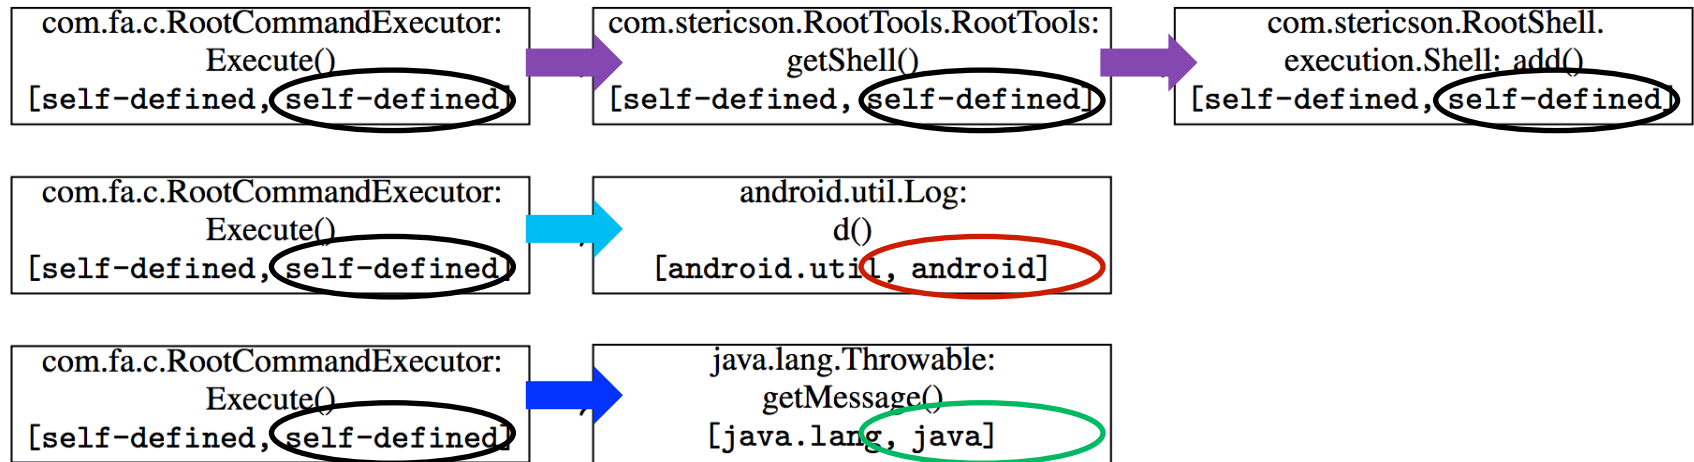 com.fa.c.RootCommandExecutor:
Execute()
[self-defined, self-defined]
com.stericson.RootTools.RootTools:
getShell()
[self-defined, self-defined]
com.stericson.RootShell.
execution.Shell: add()
[self-defined, self-defined]
com.fa.c.RootCommandExecutor:
Execute()
[self-defined, self-defined]
android.util.Log:
d()
[android.util, android]
com.fa.c.RootCommandExecutor:
Execute()
[self-defined, self-defined]
java.lang.Throwable:
getMessage()
[java.lang, java]